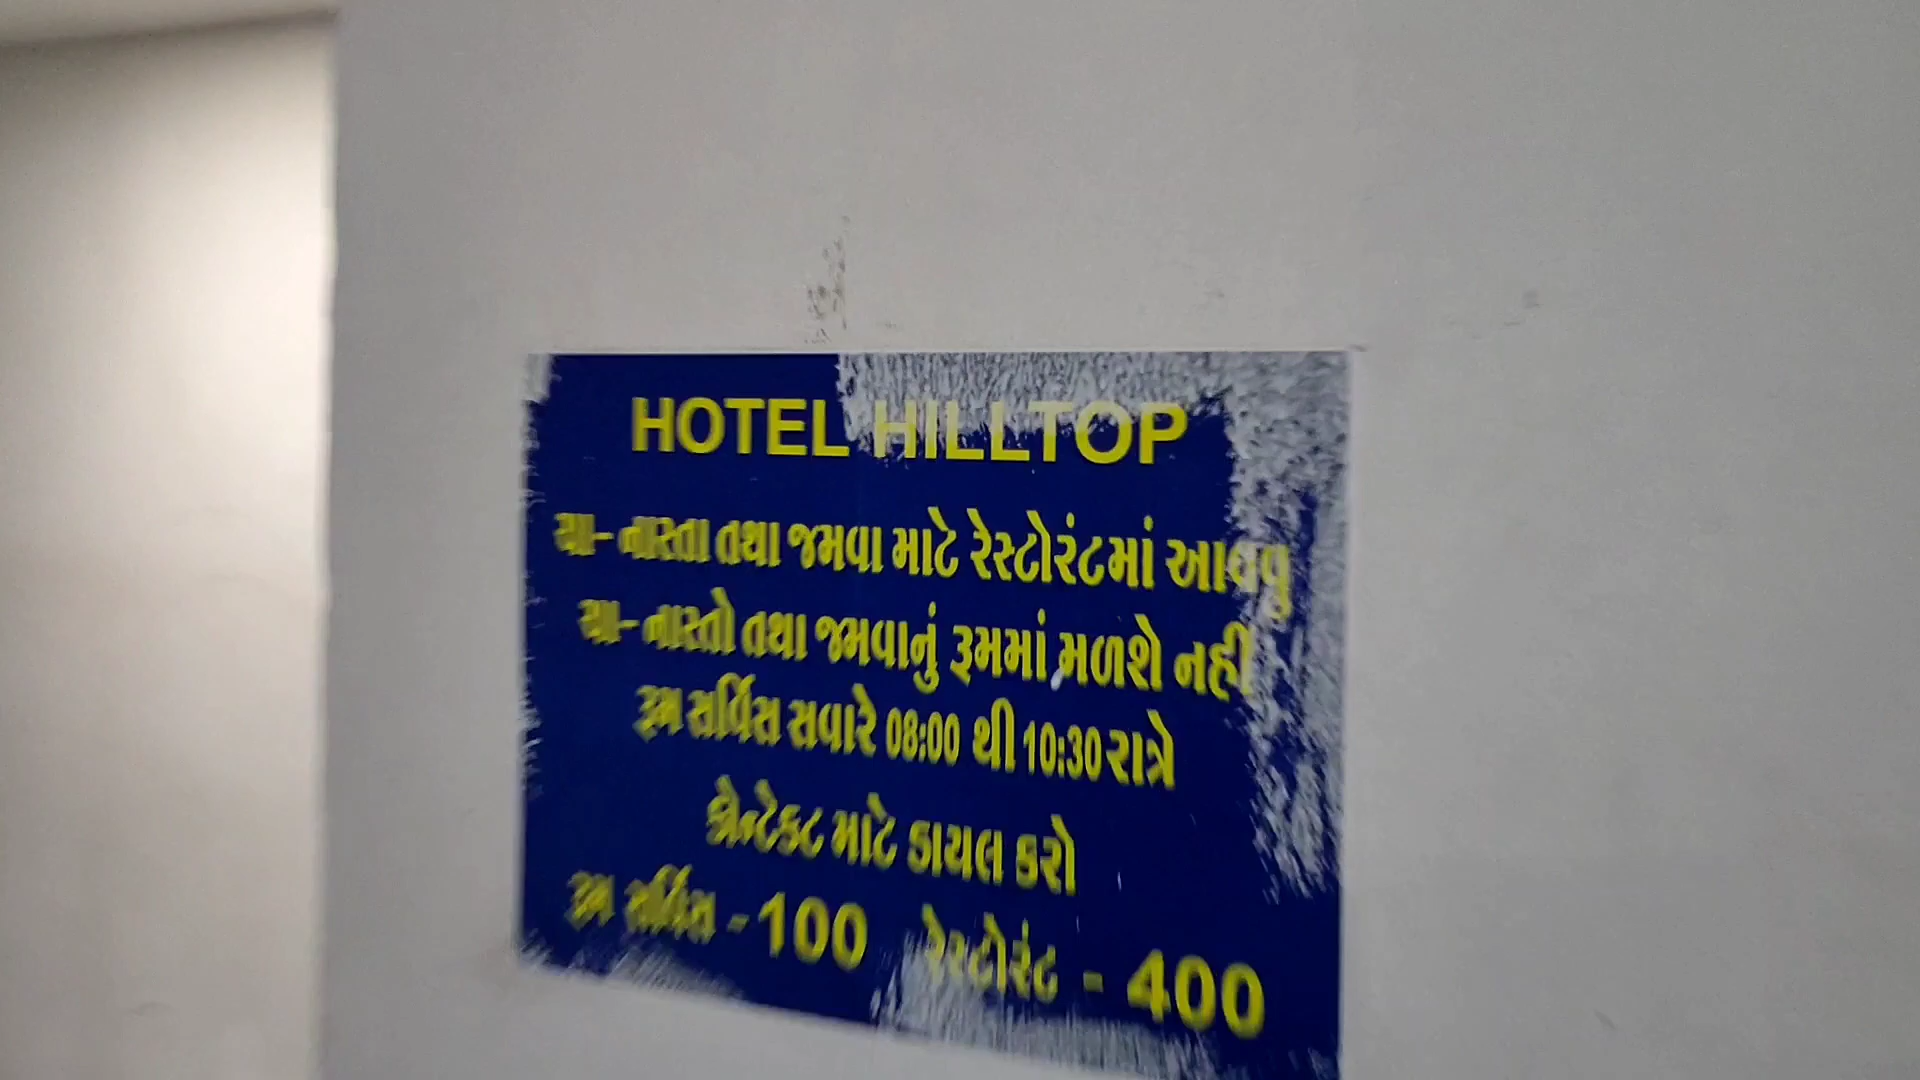 HOTEL HILLTOP
ચા- નાસ્તા તથા જમવા માટે રેસ્ટોરંટમાં આવવુ
ચા- નાસ્તો તથા જમવાનું રૂમમાં મળશે નહી
રૂમ સર્વિસ સવારે 08:00 થી 10:30 રાત્રે
કોન્ટેકટ માટે ડાયલ કરો
રૂમ સર્વિસ - 100 રેસ્ટોરંટ - 400